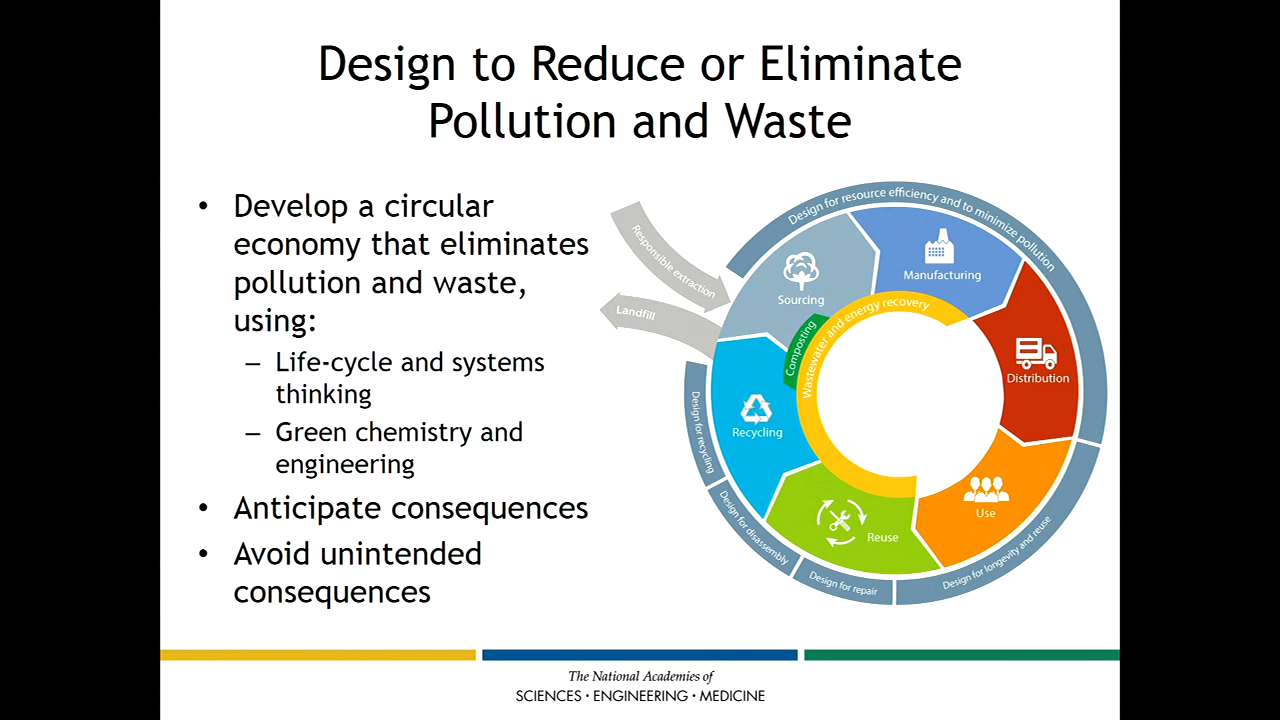 Design to Reduce or Eliminate
Pollution and Waste
• Develop a circular
economy that eliminates
pollution and waste,
using:
– Life-cycle and systems
thinking
– Green chemistry and
engineering
• Anticipate consequences
• Avoid unintended
consequences
Design for resource efficiency and to minimize pollution
Responsible extraction
Landfill
Sourcing
Manufacturing
Distribution
Use
Reuse
Recycling
Composting
Wastewater and energy recovery
Design for recycling
Design for disassembly
Design for repair
Design for longevity and reuse
The National Academies of
SCIENCES · ENGINEERING · MEDICINE